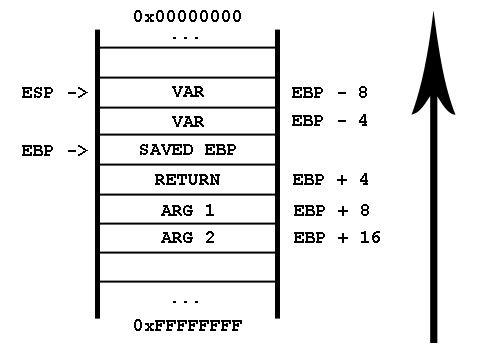 0x00000000
...
ESP -> VAR EBP - 8
VAR EBP - 4
EBP -> SAVED EBP
RETURN EBP + 4
ARG 1 EBP + 8
ARG 2 EBP + 16
...
0xFFFFFFFF